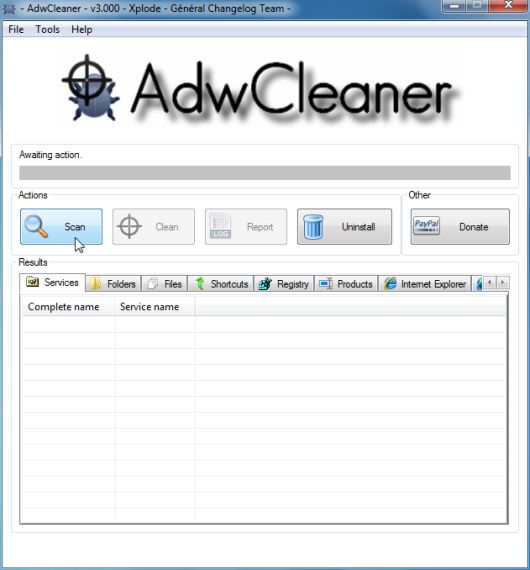 - AdwCleaner - v3.000 - Xplode - Général Changelog Team -
File Tools Help
AdwCleaner
Awaiting action.
Actions
Other
Scan
Clean
LOG
Report
Uninstall
PayPal
Donate
Results
Services
Folders
Files
Shortcuts
Registry
Products
Internet Explorer
Complete name
Service name